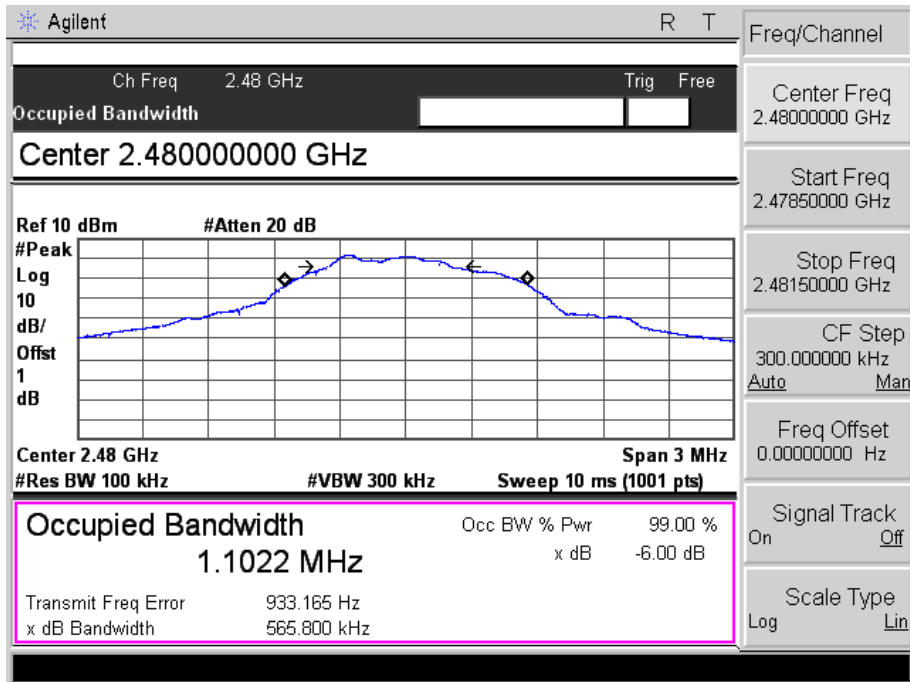 Agilent R T
Ch Freq 2.48 GHz Trig Free
Occupied Bandwidth
Center 2.480000000 GHz
Ref 10 dBm #Atten 20 dB
#Peak
Log
10
dB/
Offst
1
dB
Center 2.48 GHz Span 3 MHz
#Res BW 100 kHz #VBW 300 kHz Sweep 10 ms (1001 pts)
Occupied Bandwidth
1.1022 MHz
Occ BW % Pwr 99.00 %
x dB -6.00 dB
Transmit Freq Error 933.165 Hz
x dB Bandwidth 565.800 kHz
Freq/Channel
Center Freq
2.48000000 GHz
Start Freq
2.47850000 GHz
Stop Freq
2.48150000 GHz
CF Step
300.000000 kHz
Auto Man
Freq Offset
0.00000000 Hz
Signal Track
On Off
Scale Type
Log Lin